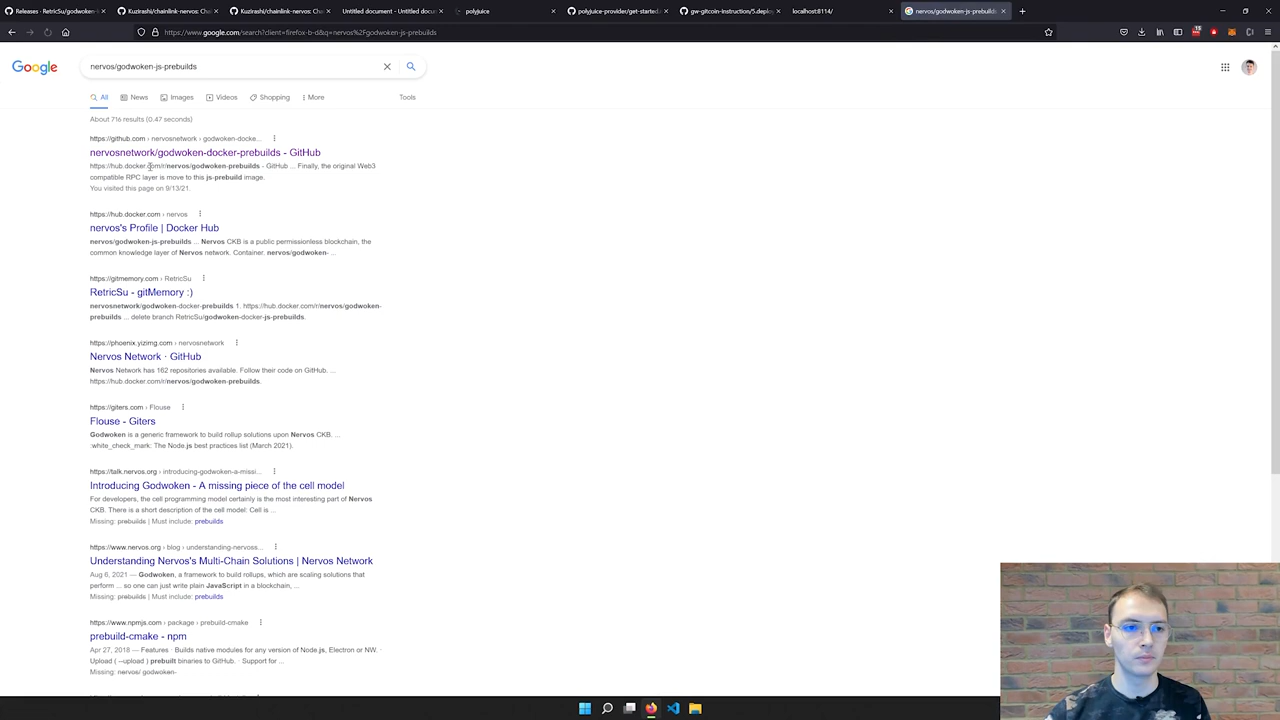 Releases · RetricSu/godwoken-
Kuzirashi/chainlink-nervos: Cha
Kuzirashi/chainlink-nervos: Cha
Untitled document - Untitled docu
polyjuice
polyjuice-provider/get-started
gw-gitcoin-instruction/5.deploy
localhost:8114/
nervos/godwoken-js-prebuilds
https://www.google.com/search?client=firefox-b-d&q=nervos%2Fgodwoken-js-prebuilds
15
Google
nervos/godwoken-js-prebuilds
All
News
Images
Videos
Shopping
More
Tools
About 716 results (0.47 seconds)
https://github.com › nervosnetwork › godwoken-docke...
nervosnetwork/godwoken-docker-prebuilds - GitHub
https://hub.docker.com/r/nervos/godwoken-prebuilds - GitHub ... Finally, the original Web3
compatible RPC layer is move to this js-prebuild image.
You visited this page on 9/13/21.
https://hub.docker.com › nervos
nervos's Profile | Docker Hub
nervos/godwoken-js-prebuilds ... Nervos CKB is a public permissionless blockchain, the
common knowledge layer of Nervos network. Container. nervos/godwoken- ...
https://gitmemory.com › RetricSu
RetricSu - gitMemory :)
nervosnetwork/godwoken-docker-prebuilds 1. https://hub.docker.com/r/nervos/godwoken-
prebuilds ... delete branch RetricSu/godwoken-docker-js-prebuilds.
https://phoenix.yizimg.com › nervosnetwork
Nervos Network · GitHub
Nervos Network has 162 repositories available. Follow their code on GitHub. ...
https://hub.docker.com/r/nervos/godwoken-prebuilds.
https://giters.com › Flouse
Flouse - Giters
Godwoken is a generic framework to build rollup solutions upon Nervos CKB. ...
:white_check_mark: The Node.js best practices list (March 2021).
https://talk.nervos.org › introducing-godwoken-a-missi...
Introducing Godwoken - A missing piece of the cell model
For developers, the cell programming model certainly is the most interesting part of Nervos
CKB. There is a short description of the cell model: Cell is ...
Missing: prebuilds | Must include: prebuilds
https://www.nervos.org › blog › understanding-nervoss...
Understanding Nervos's Multi-Chain Solutions | Nervos Network
Aug 6, 2021 — Godwoken, a framework to build rollups, which are scaling solutions that
perform ... so one can just write plain JavaScript in a blockchain, ...
Missing: prebuilds | Must include: prebuilds
https://www.npmjs.com › package › prebuild-cmake
prebuild-cmake - npm
Apr 27, 2018 — Features · Builds native modules for any version of Node.js, Electron or NW. ·
Upload ( --upload ) prebuilt binaries to GitHub. · Support for ...
Missing: nervos/ godwoken-